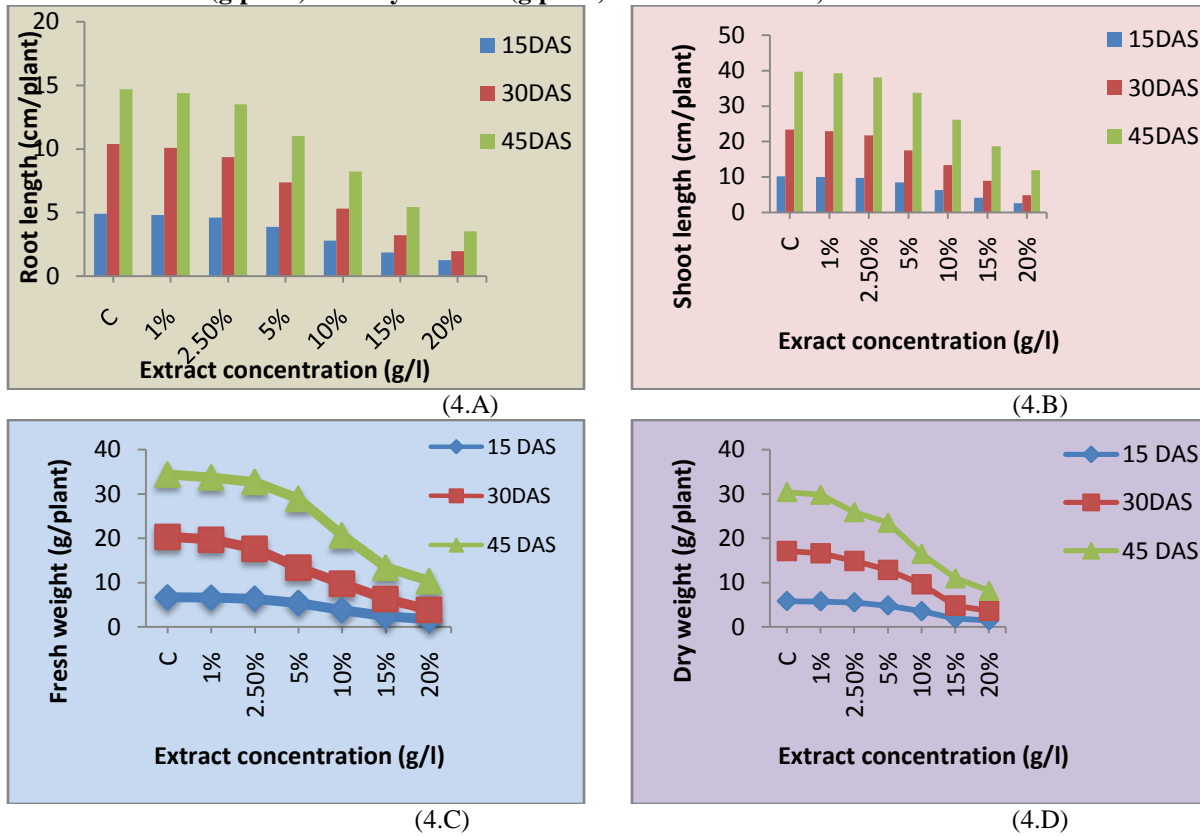 20
15
10
5
0
Root length (cm/plant)
C 1% 2.50% 5% 10% 15% 20%
Extract concentration (g/l)
15DAS
30DAS
45DAS
(4.A)
50
40
30
20
10
0
Shoot length (cm/plant)
C 1% 2.50% 5% 10% 15% 20%
Exract concentration (g/l)
15DAS
30DAS
45DAS
(4.B)
40
30
20
10
0
Fresh weight (g/plant)
C 1% 2.50% 5% 10% 15% 20%
Extract concentration (g/l)
15 DAS
30DAS
45 DAS
(4.C)
40
30
20
10
0
Dry weight (g/plant)
C 1% 2.50% 5% 10% 15% 20%
Extract concentration (g/l)
15 DAS
30DAS
45 DAS
(4.D)